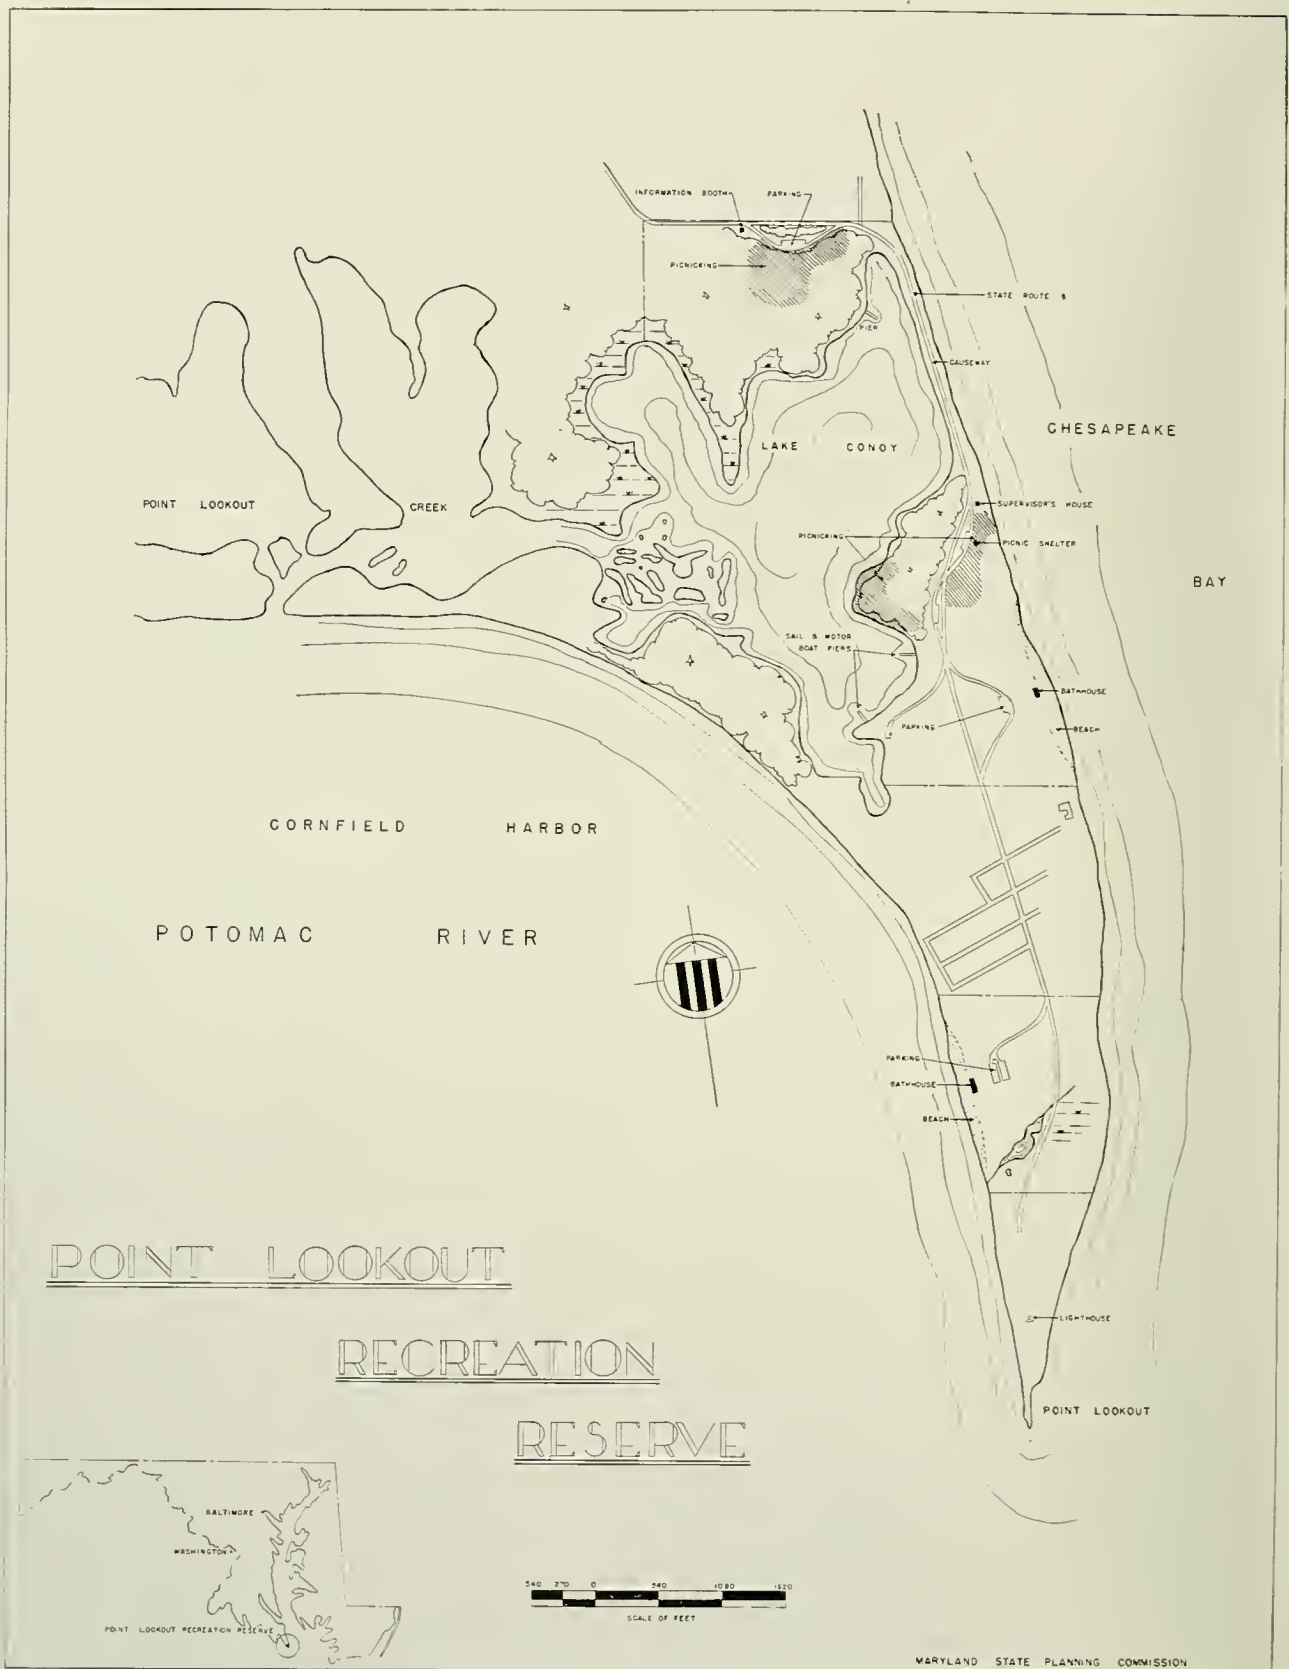 INFORMATION BOOTH
PARKING
PICNICKING
STATE ROUTE 5
PIER
CAUSEWAY
CHESAPEAKE
LAKE CONOY
POINT LOOKOUT
CREEK
SUPERVISOR'S HOUSE
PICNICKING
PICNIC SHELTER
BAY
SAIL & MOTOR
BOAT PIERS
BATHHOUSE
PARKING
BEACH
CORNFIELD HARBOR
POTOMAC RIVER
PARKING
BATHHOUSE
BEACH
POINT LOOKOUT
RECREATION
RESERVE
LIGHTHOUSE
POINT LOOKOUT
BALTIMORE
WASHINGTON
POINT LOOKOUT RECREATION RESERVE
540 270 0 540 1080 1620
SCALE OF FEET
MARYLAND STATE PLANNING COMMISSION